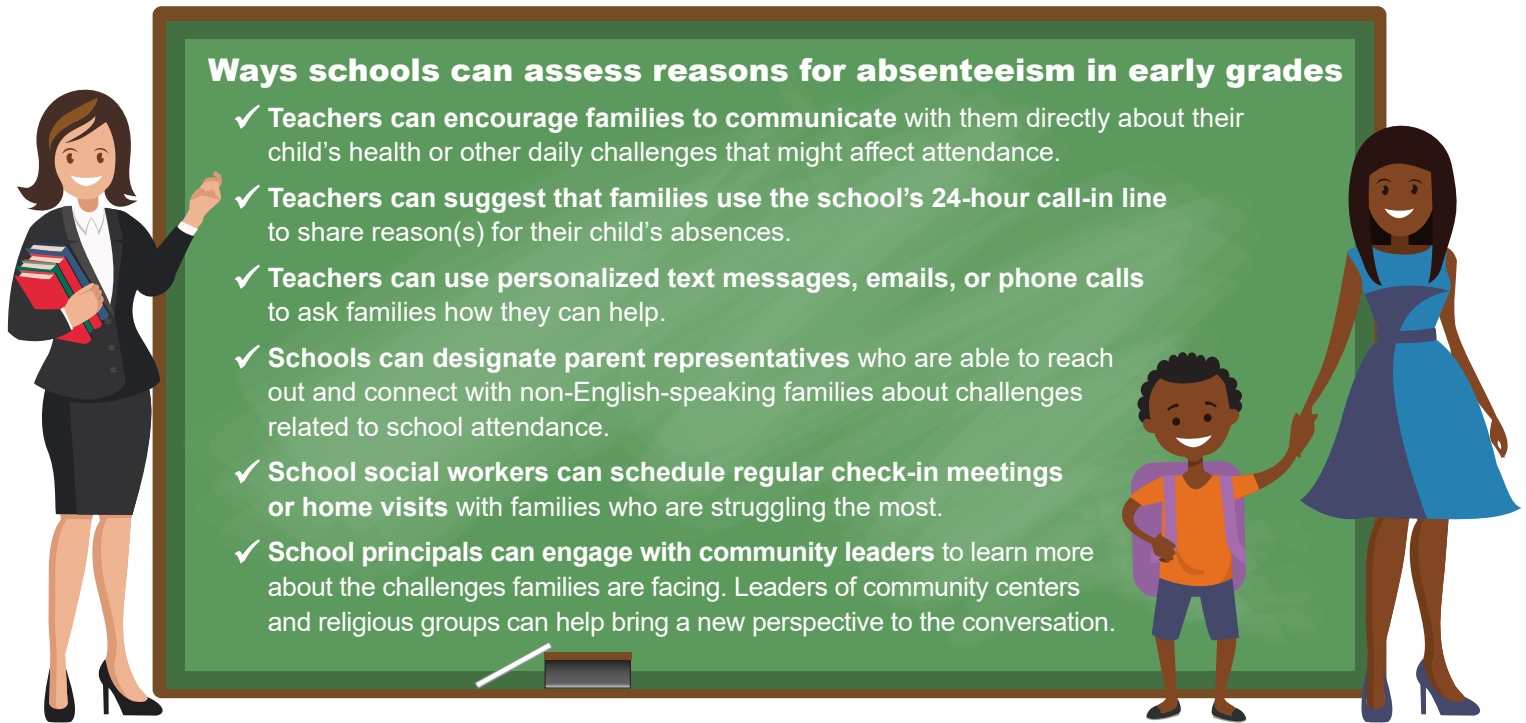 Ways schools can assess reasons for absenteeism in early grades
✓ Teachers can encourage families to communicate with them directly about their
child’s health or other daily challenges that might affect attendance.
✓ Teachers can suggest that families use the school’s 24-hour call-in line
to share reason(s) for their child’s absences.
✓ Teachers can use personalized text messages, emails, or phone calls
to ask families how they can help.
✓ Schools can designate parent representatives who are able to reach
out and connect with non-English-speaking families about challenges
related to school attendance.
✓ School social workers can schedule regular check-in meetings
or home visits with families who are struggling the most.
✓ School principals can engage with community leaders to learn more
about the challenges families are facing. Leaders of community centers
and religious groups can help bring a new perspective to the conversation.